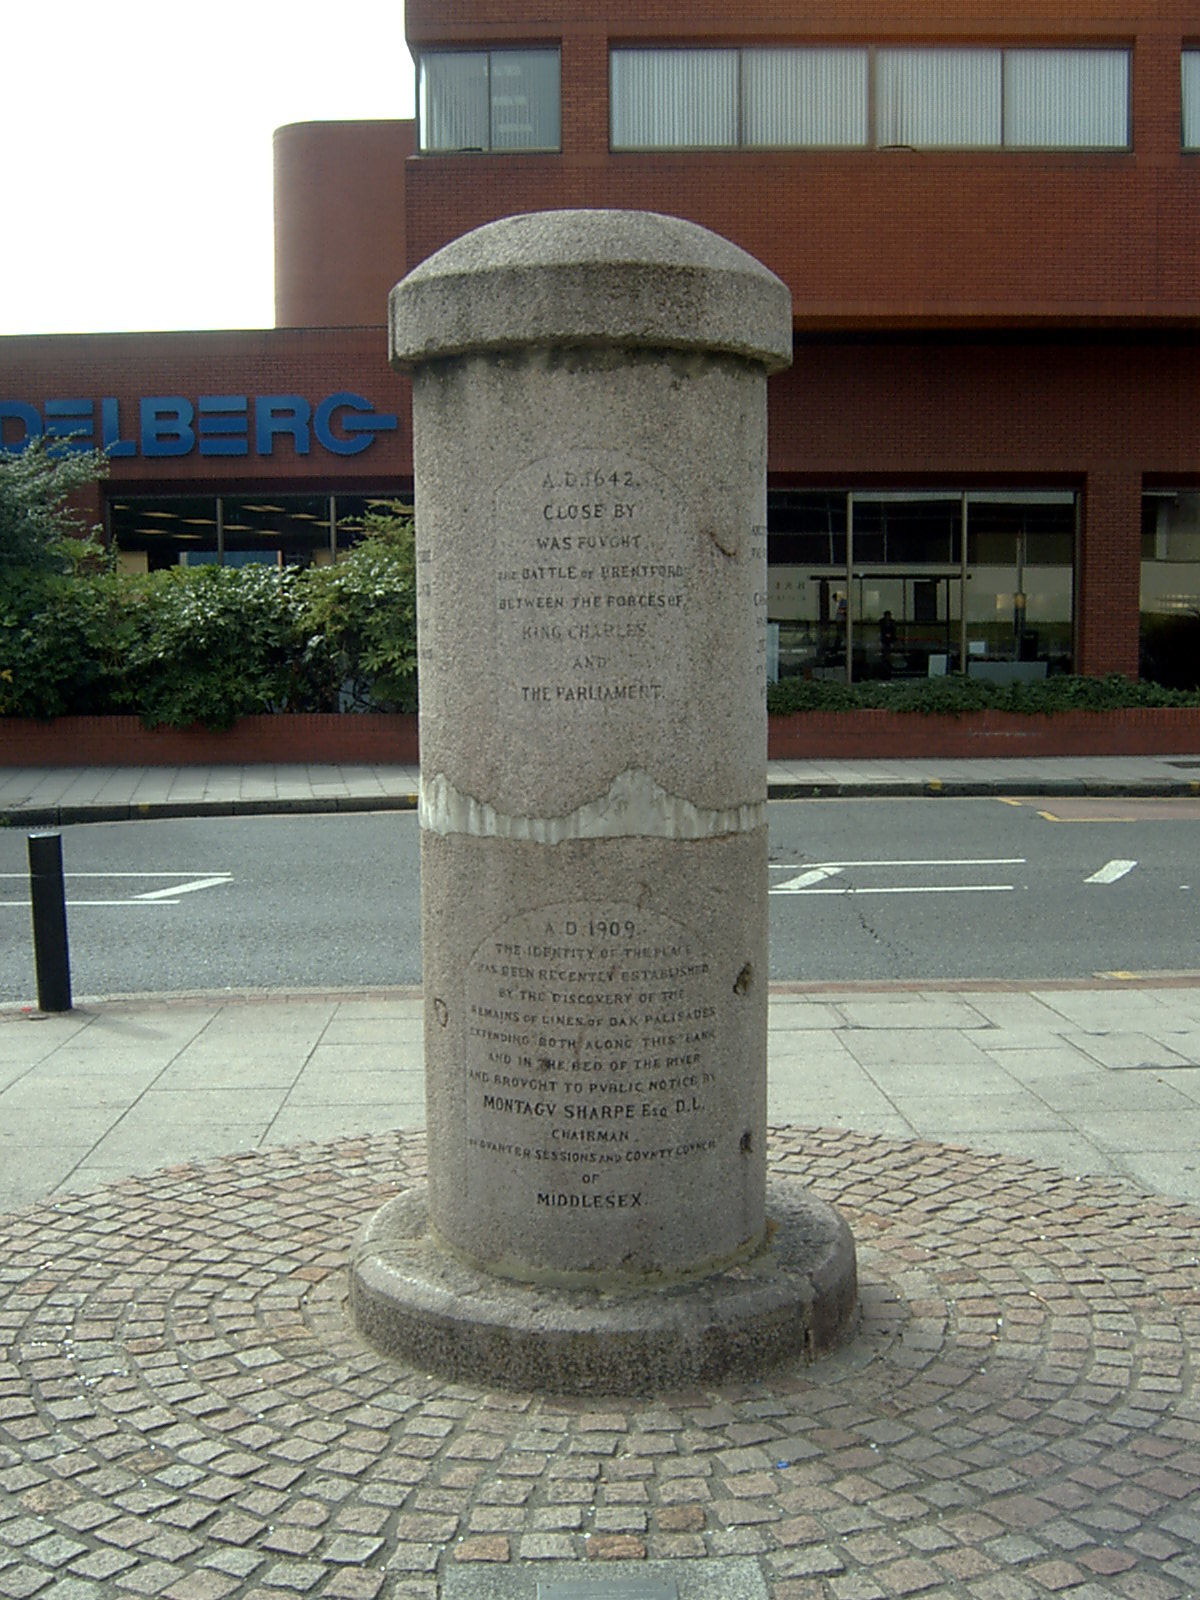 DELBERG
A.D.1642.
CLOSE BY
WAS FOVGHT
THE BATTLE OF BRENTFORD
BETWEEN THE FORCES OF
KING CHARLES
AND
THE PARLIAMENT.
A.D.1909.
THE IDENTITY OF THE PLACE
HAS BEEN RECENTLY ESTABLISHED
BY THE DISCOVERY OF THE
REMAINS OF LINES OF OAK PALISADES
EXTENDING BOTH ALONG THIS BANK
AND IN THE BED OF THE RIVER
AND BROVGHT TO PVBLIC NOTICE BY
MONTAGV SHARPE ESQ D.L.
CHAIRMAN
QVARTER SESSIONS AND COVNTY COVNCIL
OF
MIDDLESEX.